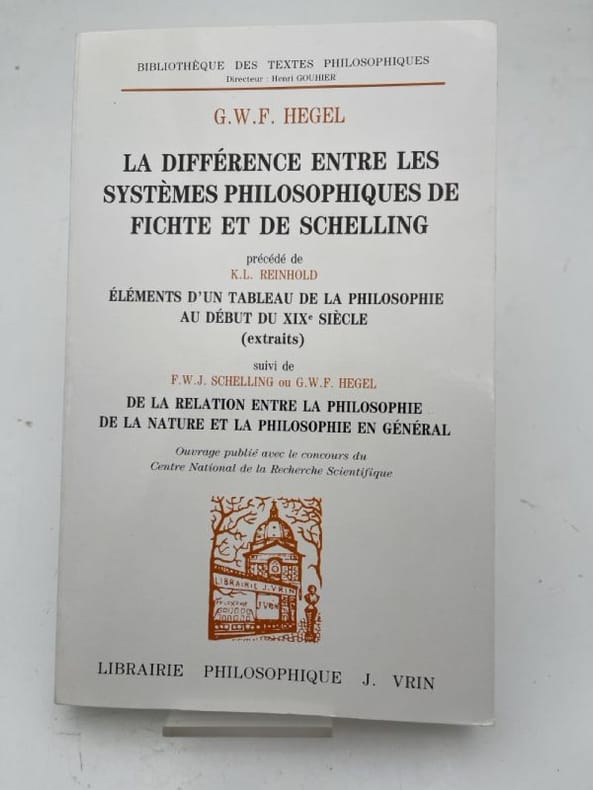 BIBLIOTHÈQUE DES TEXTES PHILOSOPHIQUES
Directeur : Henri GOUHIER
G.W.F. HEGEL
LA DIFFÉRENCE ENTRE LES
SYSTÈMES PHILOSOPHIQUES DE
FICHTE ET DE SCHELLING
précédé de
K.L. REINHOLD
ÉLÉMENTS D'UN TABLEAU DE LA PHILOSOPHIE
AU DÉBUT DU XIXe SIÈCLE
(extraits)
suivi de
F.W.J. SCHELLING ou G.W.F. HEGEL
DE LA RELATION ENTRE LA PHILOSOPHIE
DE LA NATURE ET LA PHILOSOPHIE EN GÉNÉRAL
Ouvrage publié avec le concours du
Centre National de la Recherche Scientifique
LIBRAIRIE J. VRIN
J. VRIN
LIBRAIRIE PHILOSOPHIQUE J. VRIN